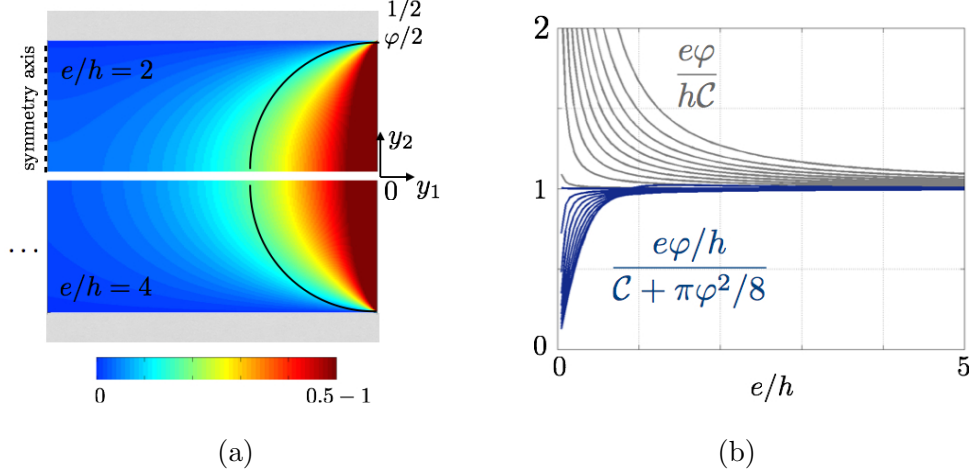 1/2
φ/2
e/h = 2
symmetry axis
y₂
0 y₁
...
e/h = 4
0 0.5 − 1
(a)
2
eφ
hC
1
eφ/h
C + πφ²/8
0
0 5
e/h
(b)